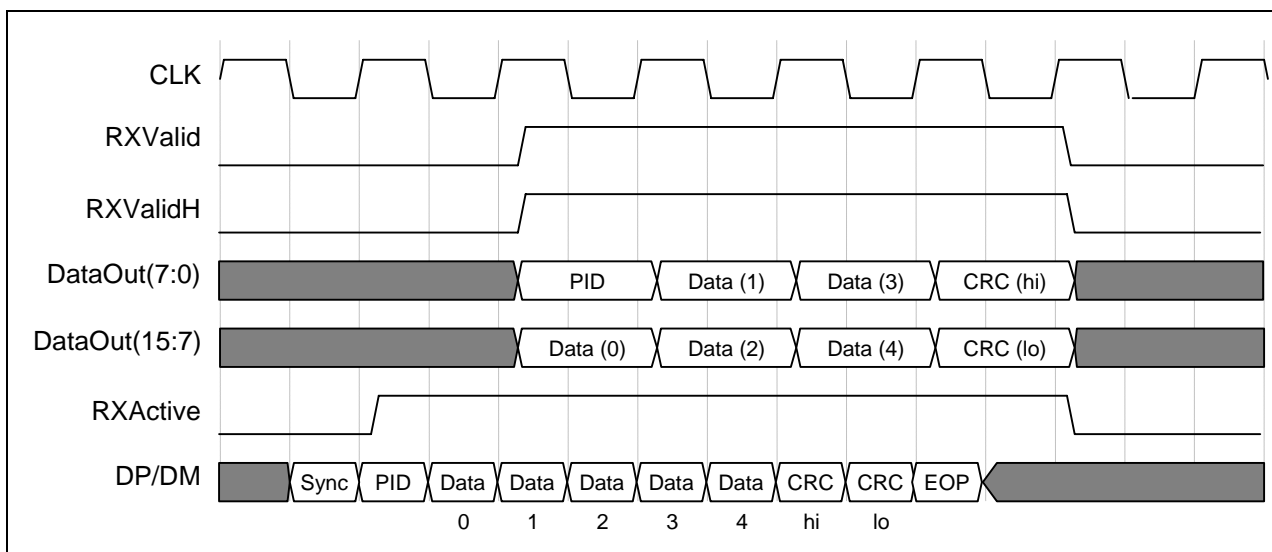 CLK
RXValid
RXValidH
DataOut(7:0) PID Data (1) Data (3) CRC (hi)
DataOut(15:7) Data (0) Data (2) Data (4) CRC (lo)
RXActive
DP/DM Sync PID Data Data Data Data Data CRC CRC EOP
0 1 2 3 4 hi lo